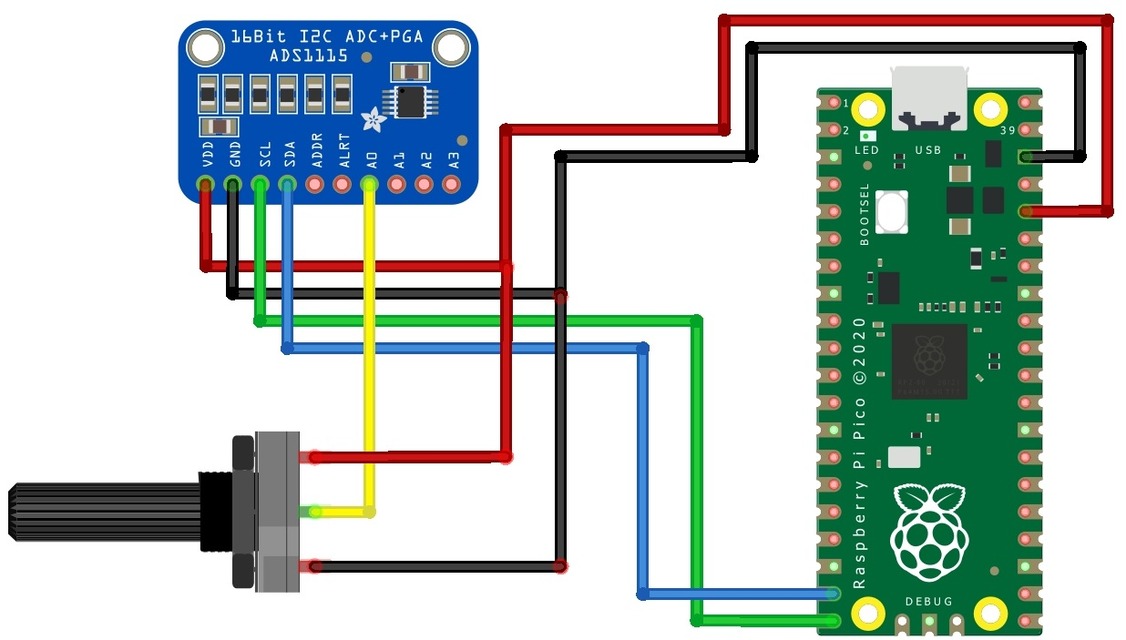 16Bit I2C ADC+PGA
ADS1115
VDD
GND
SCL
SDA
ADDR
ALRT
A0
A1
A2
A3
1
2
39
LED
USB
BOOTSEL
Raspberry Pi Pico ©2020
DEBUG